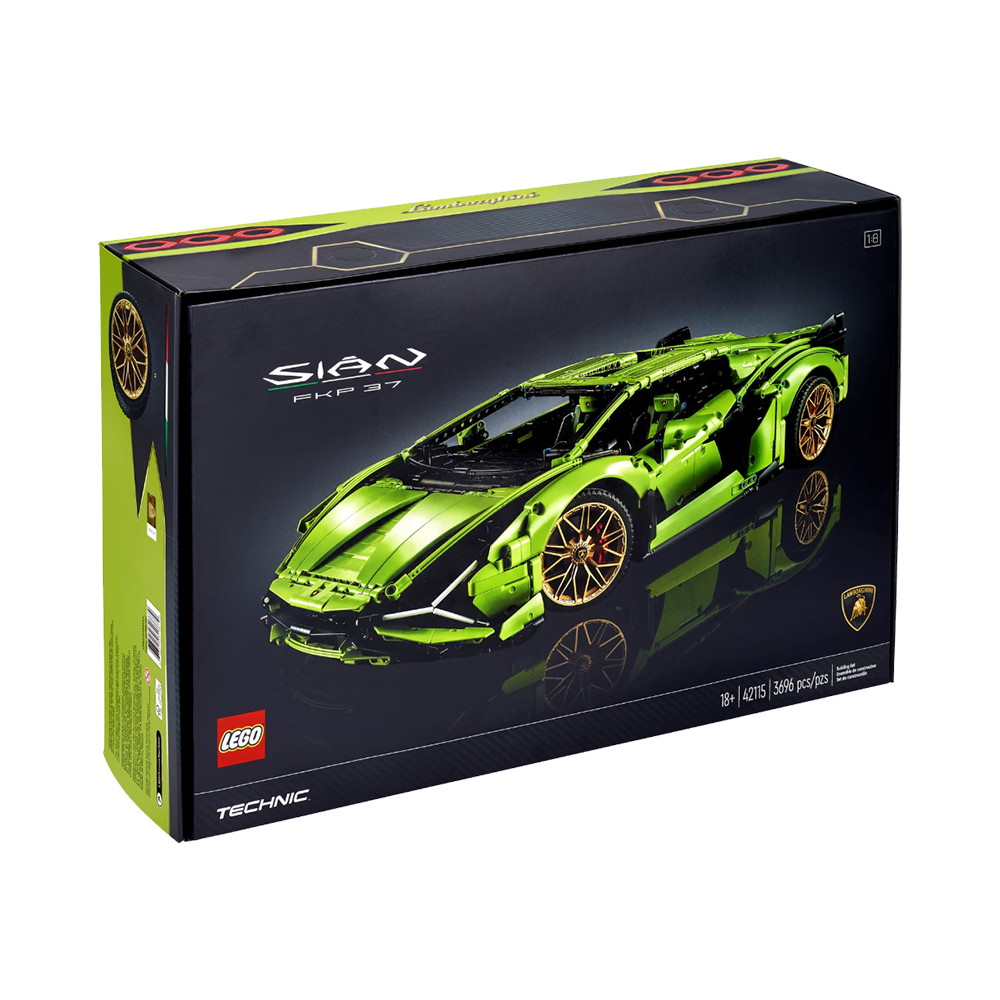 Lamborghini
1:8
SIÁN
FKP 37
LAMBORGHINI
18+ | 42115 | 3696 pcs/pzs
Building Set
Ensemble de construction
Set de construcción
LEGO
TECHNIC